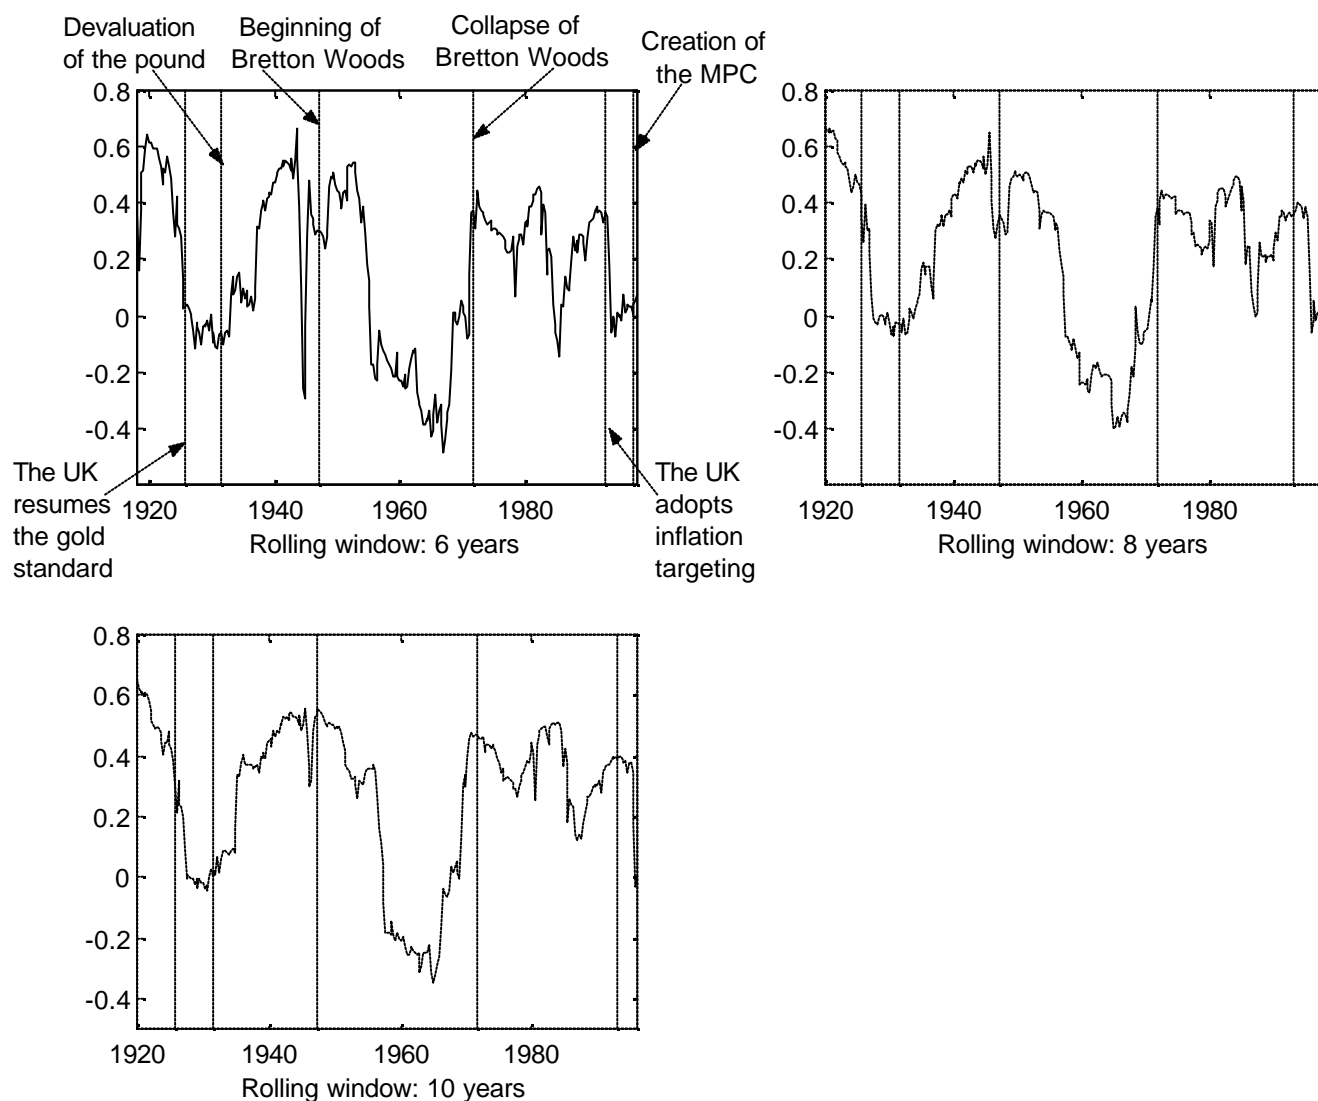 Devaluation
of the pound
Beginning of
Bretton Woods
Collapse of
Bretton Woods
Creation of
the MPC
0.8
0.6
0.4
0.2
0
-0.2
-0.4
The UK
resumes
the gold
standard
1920
1940
1960
1980
Rolling window: 6 years
The UK
adopts
inflation
targeting
0.8
0.6
0.4
0.2
0
-0.2
-0.4
1920
1940
1960
1980
Rolling window: 8 years
0.8
0.6
0.4
0.2
0
-0.2
-0.4
1920
1940
1960
1980
Rolling window: 10 years